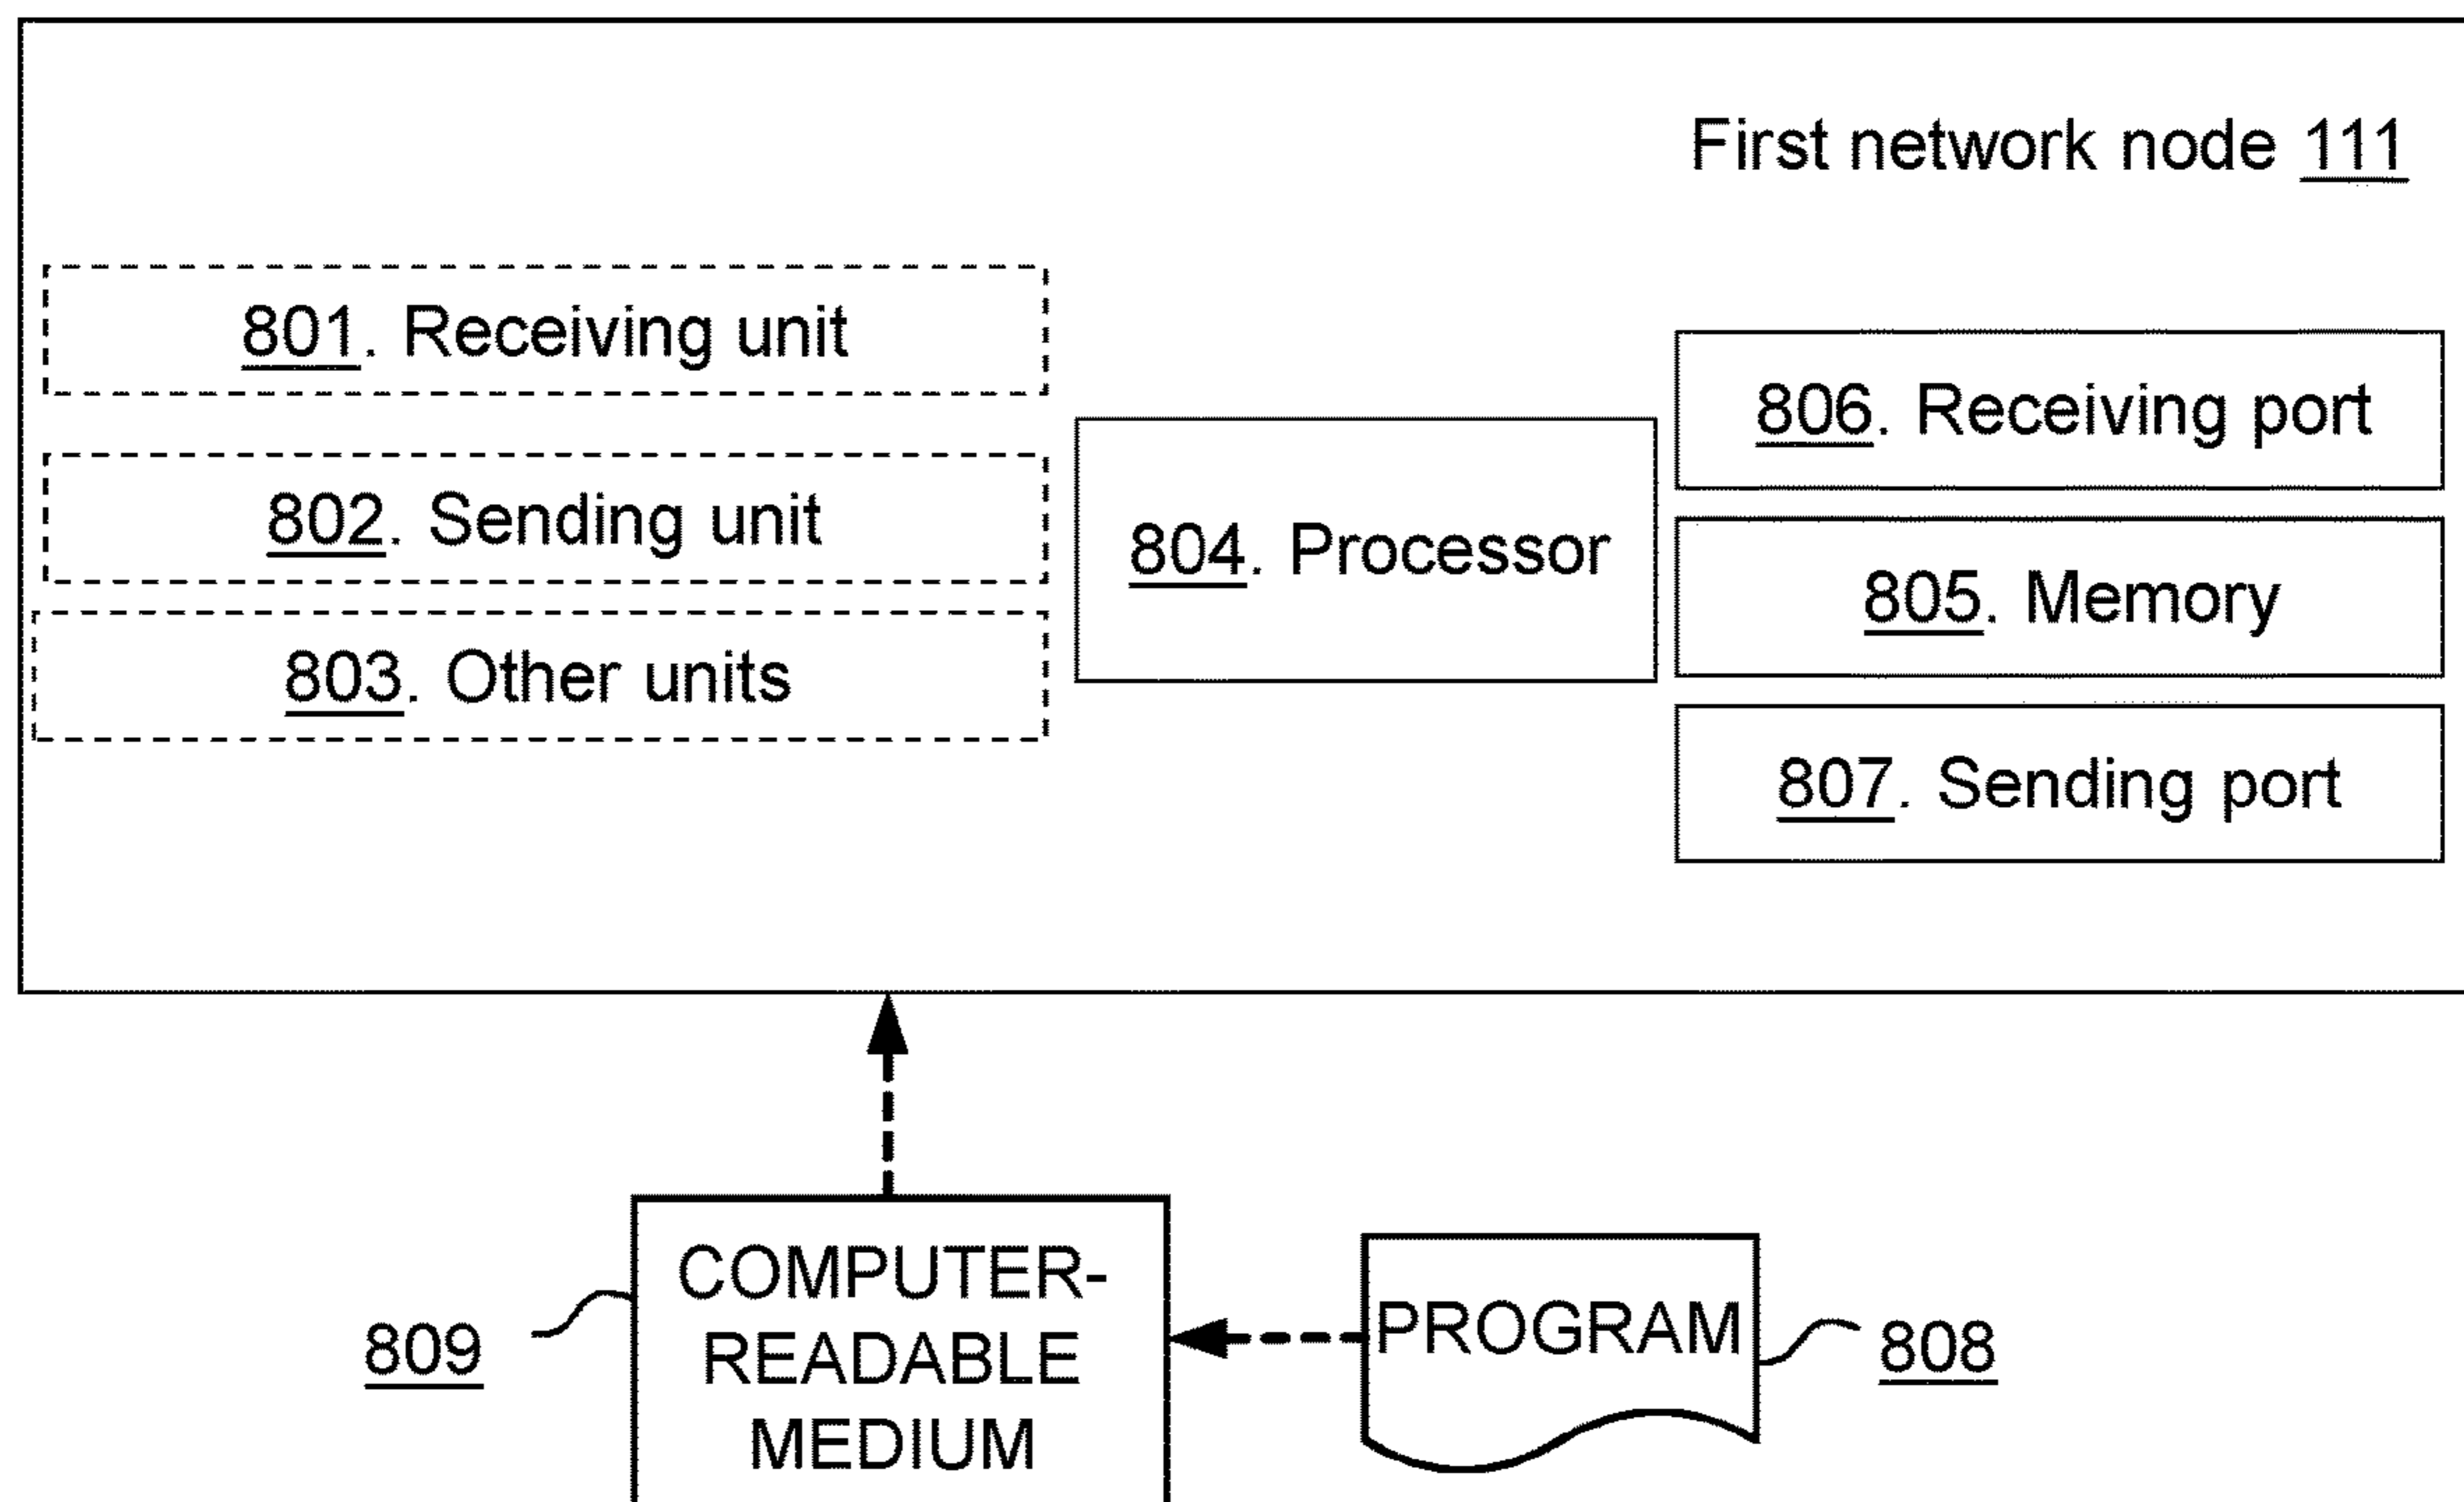 First network node 111
801. Receiving unit
802. Sending unit
803. Other units
804. Processor
806. Receiving port
805. Memory
807. Sending port
809
COMPUTER-
READABLE
MEDIUM
PROGRAM
808